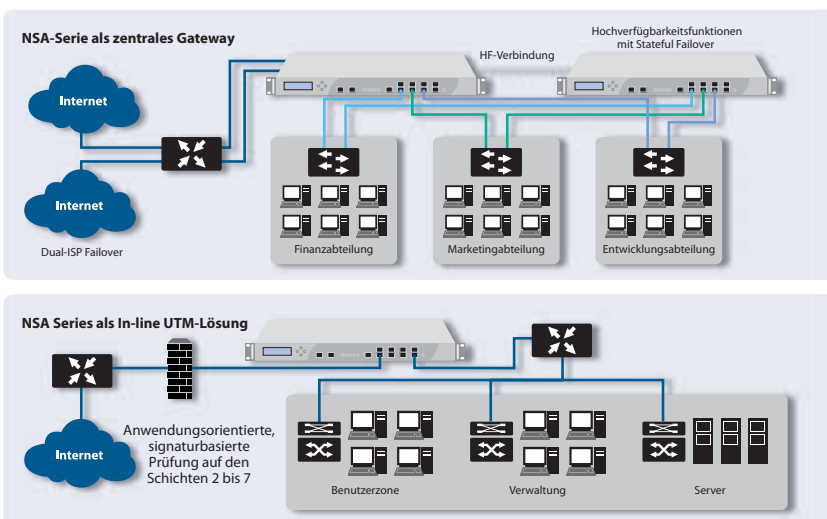 NSA-Serie als zentrales Gateway
Hochverfügbarkeitsfunktionen
mit Stateful Failover
HF-Verbindung
Internet
Internet
Dual-ISP Failover
Finanzabteilung
Marketingabteilung
Entwicklungsabteilung
NSA Series als In-line UTM-Lösung
Anwendungsorientierte,
signaturbasierte
Prüfung auf den
Schichten 2 bis 7
Internet
Benutzerzone
Verwaltung
Server